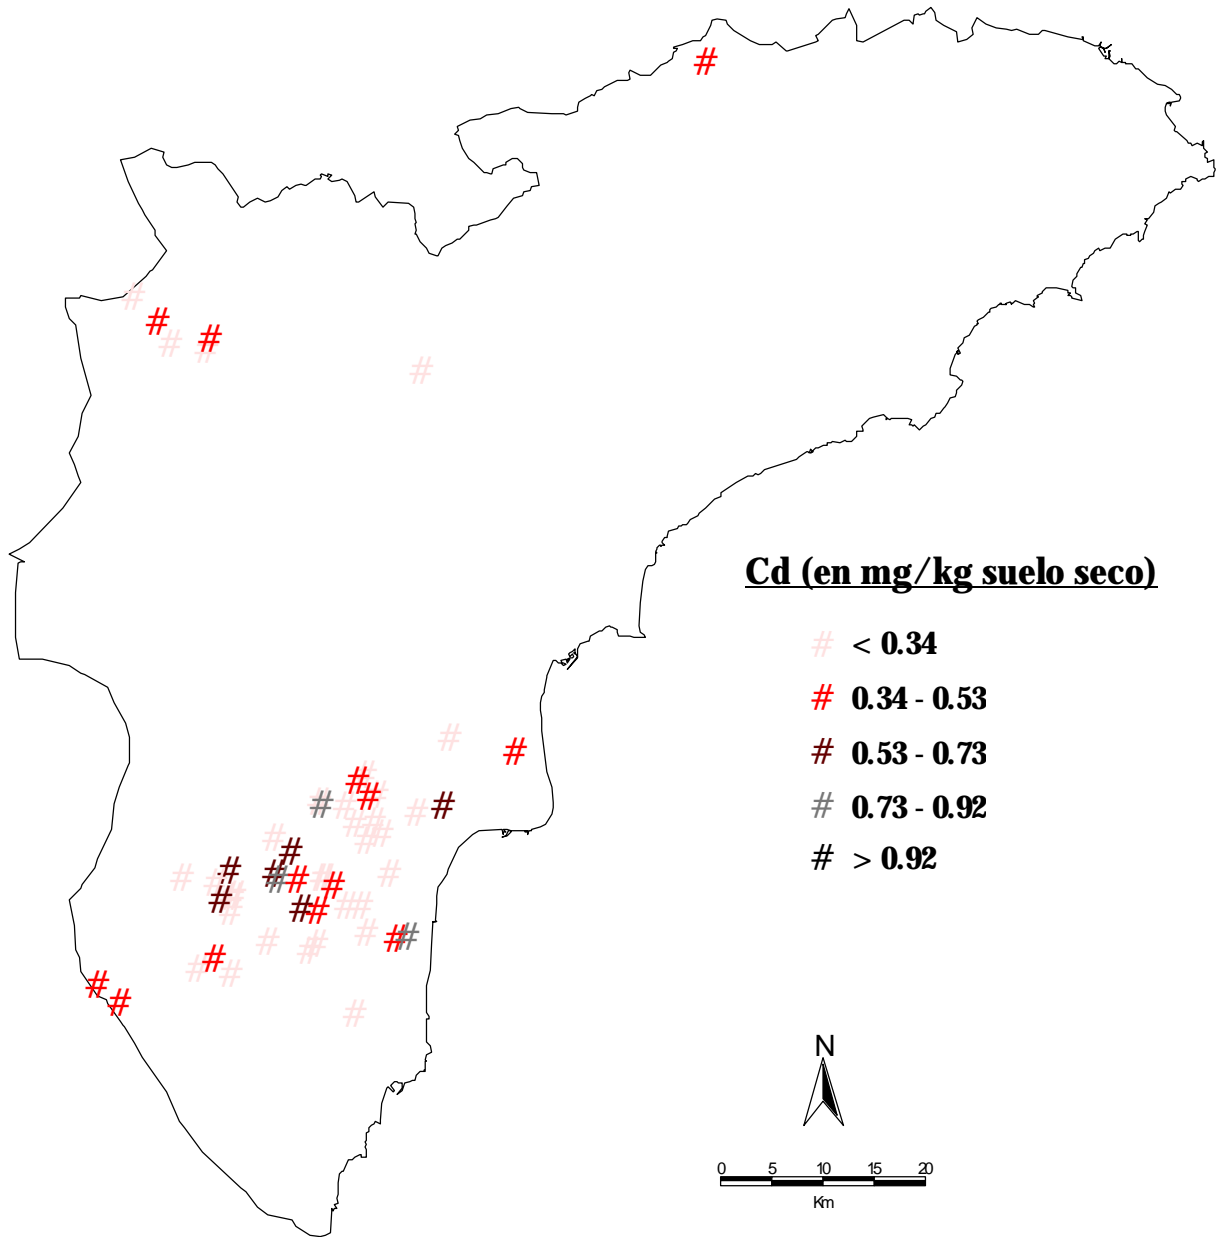 Cd (en mg/kg suelo seco)
# < 0.34
# 0.34 - 0.53
# 0.53 - 0.73
# 0.73 - 0.92
# > 0.92
N
0 5 10 15 20
Km